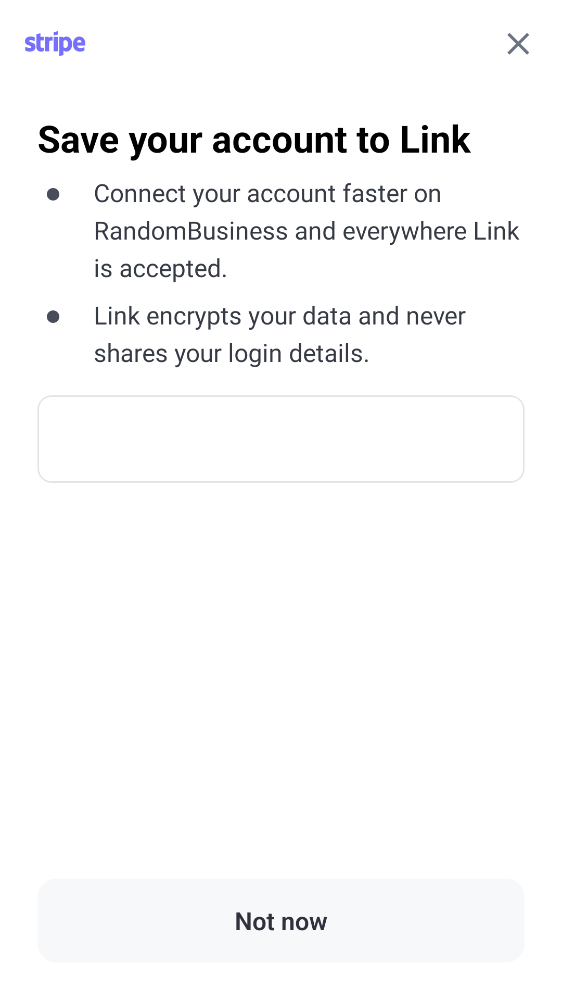 stripe
Save your account to Link
Connect your account faster on
RandomBusiness and everywhere Link
is accepted.
Link encrypts your data and never
shares your login details.
Not now